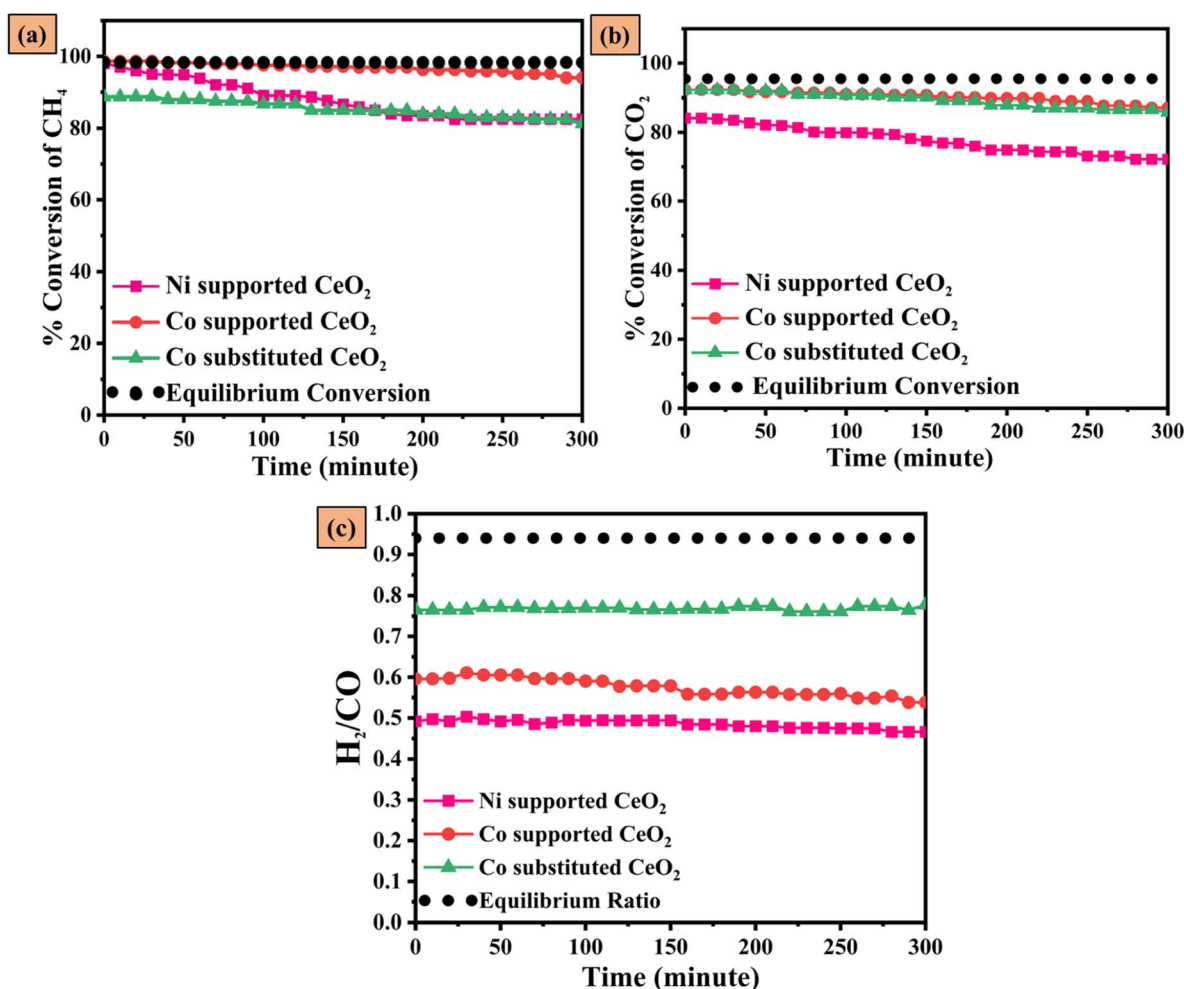 (a)
% Conversion of CH₄
100
80
60
40
20
0
Ni supported CeO₂
Co supported CeO₂
Co substituted CeO₂
Equilibrium Conversion
0 50 100 150 200 250 300
Time (minute)
(b)
% Conversion of CO₂
100
80
60
40
20
0
Ni supported CeO₂
Co supported CeO₂
Co substituted CeO₂
Equilibrium Conversion
0 50 100 150 200 250 300
Time (minute)
(c)
H₂/CO
1.0
0.9
0.8
0.7
0.6
0.5
0.4
0.3
0.2
0.1
0.0
Ni supported CeO₂
Co supported CeO₂
Co substituted CeO₂
Equilibrium Ratio
0 50 100 150 200 250 300
Time (minute)